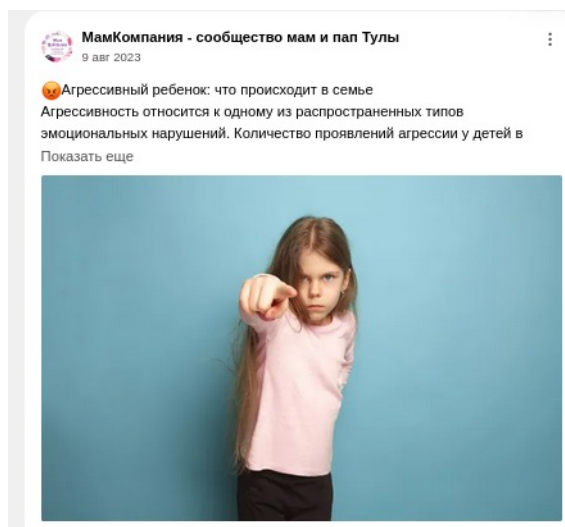 МамКомпания - сообщество мам и пап Тулы
9 авг 2023
😡Агрессивный ребенок: что происходит в семье
Агрессивность относится к одному из распространенных типов
эмоциональных нарушений. Количество проявлений агрессии у детей в
Показать еще